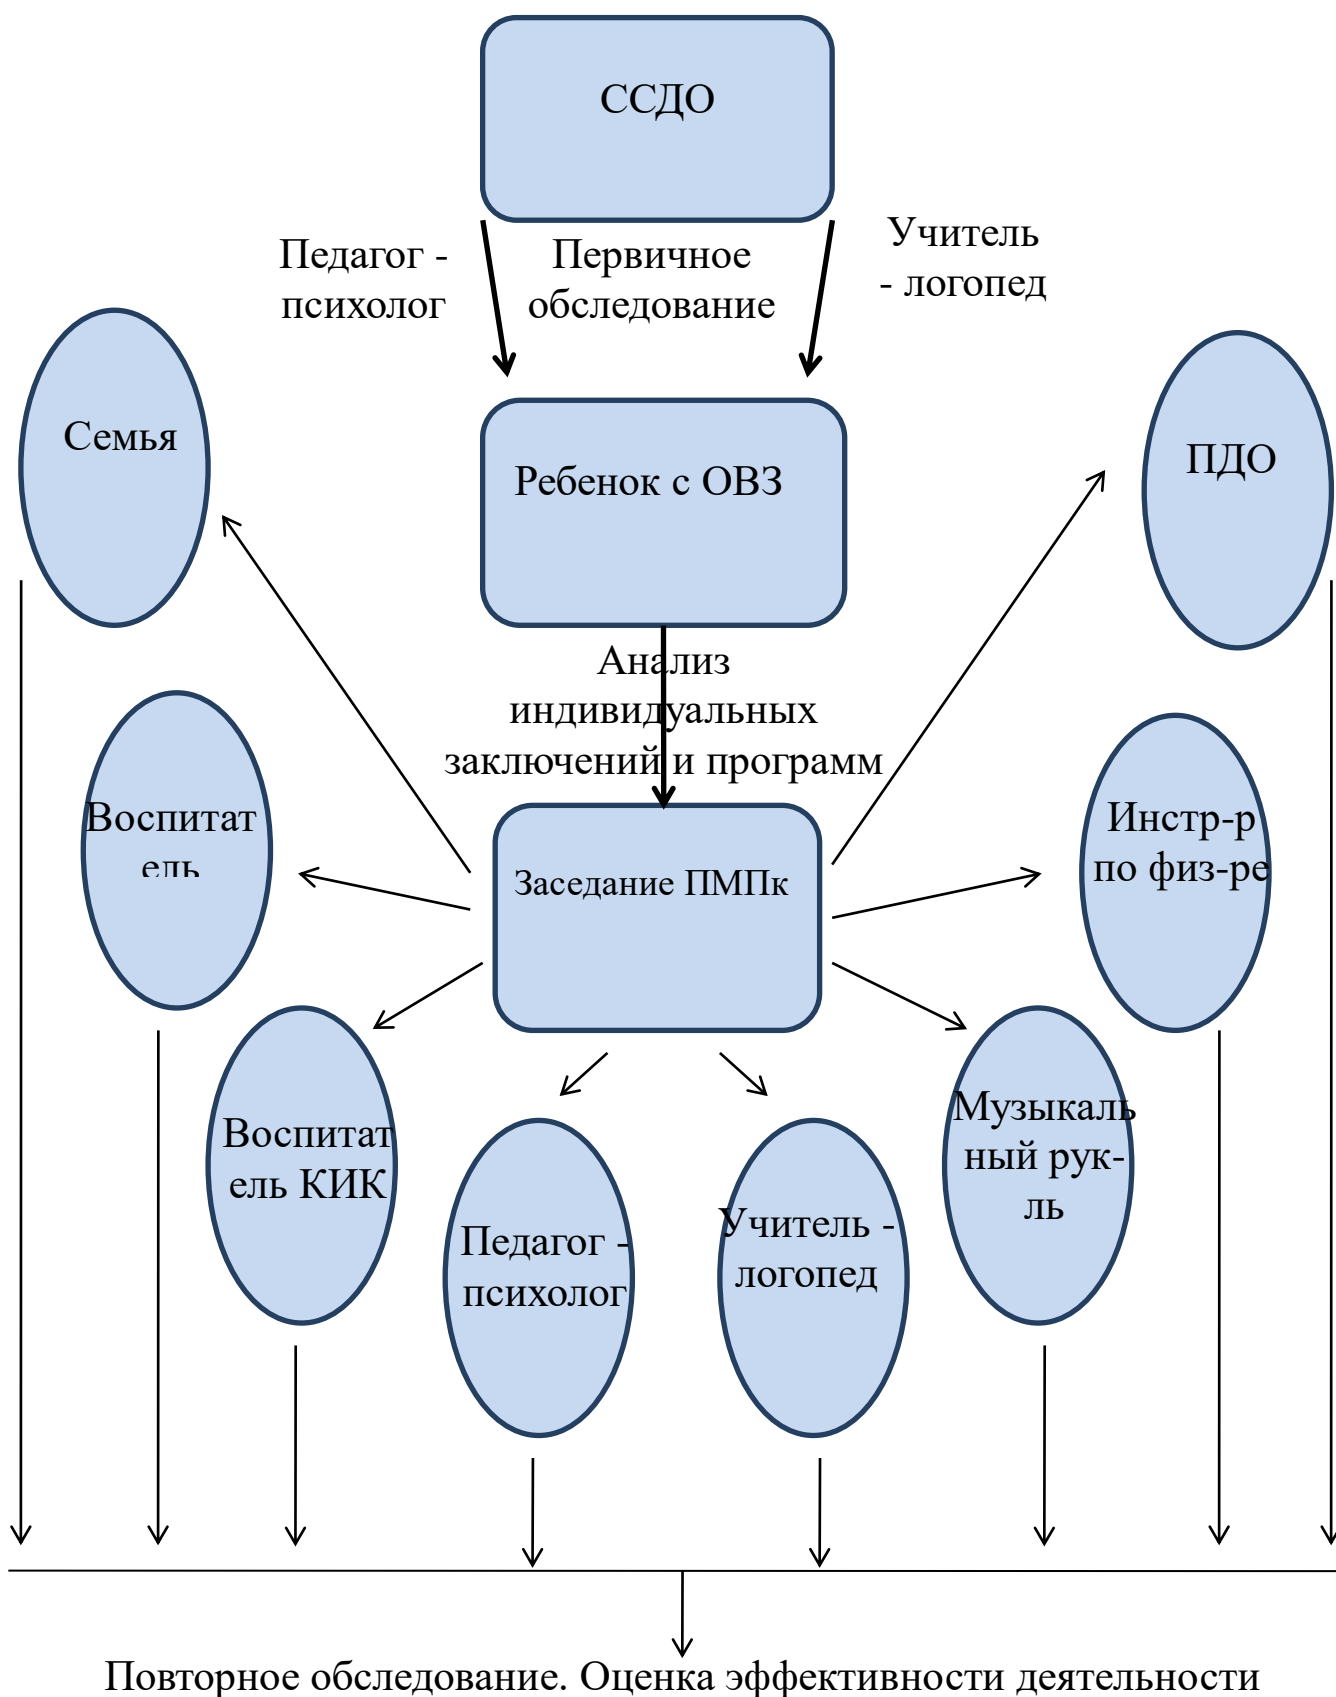 ССДО
Педагог -
психолог
Первичное
обследование
Учитель
- логопед
Семья
Ребенок с ОВЗ
ПДО
Анализ
индивидуальных
заключений и программ
Воспитат
ель
Заседание ПМПк
Инстр-р
по физ-ре
Воспитат
ель КИК
Педагог -
психолог
Учитель -
логопед
Музыкаль
ный рук-
ль
Повторное обследование. Оценка эффективности деятельности